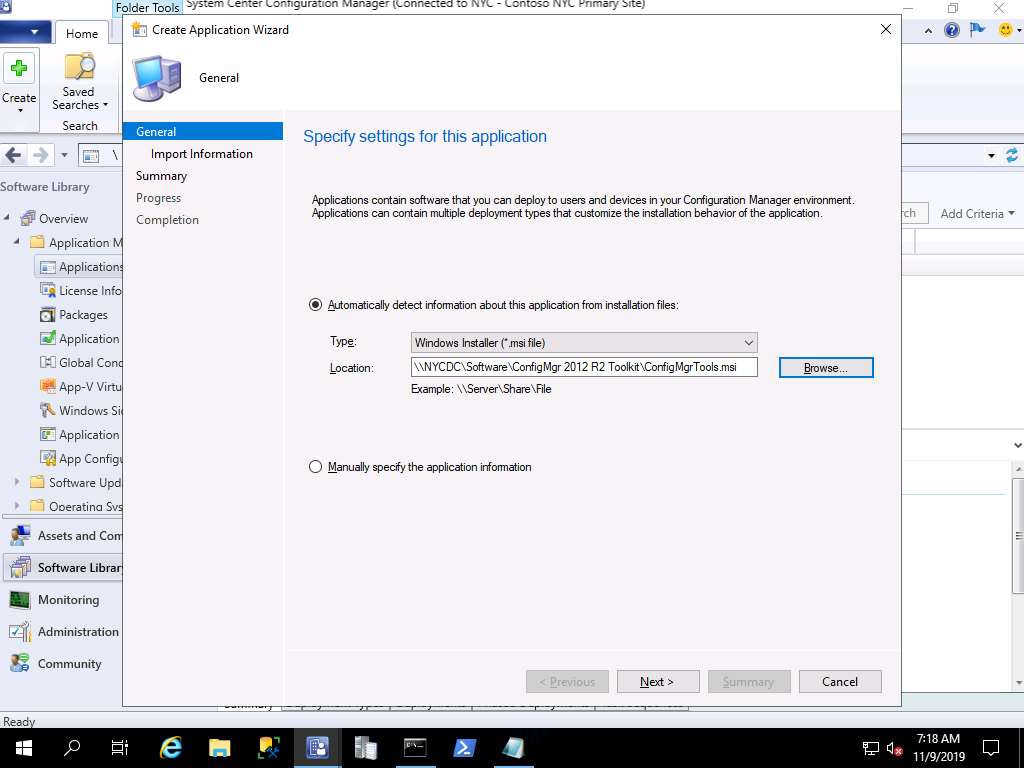 Folder Tools
System Center Configuration Manager (Connected to NYC - Contoso NYC Primary Site)
Home
Create
Saved
Searches
Search
\
Software Library
Overview
Application M
Applications
License Info
Packages
Application
Global Cond
App-V Virtu
Windows Si
Application
App Configu
Software Upd
Operating Sys
Assets and Com
Software Library
Monitoring
Administration
Community
Ready
Create Application Wizard
General
General
Import Information
Summary
Progress
Completion
Specify settings for this application
Applications contain software that you can deploy to users and devices in your Configuration Manager environment.
Applications can contain multiple deployment types that customize the installation behavior of the application.
Automatically detect information about this application from installation files:
Type:
Windows Installer (*.msi file)
Location:
\\NYCDC\Software\ConfigMgr 2012 R2 Toolkit\ConfigMgrTools.msi
Browse...
Example: \\Server\Share\File
Manually specify the application information
< Previous
Next >
Summary
Cancel
rch
Add Criteria
7:18 AM
11/9/2019